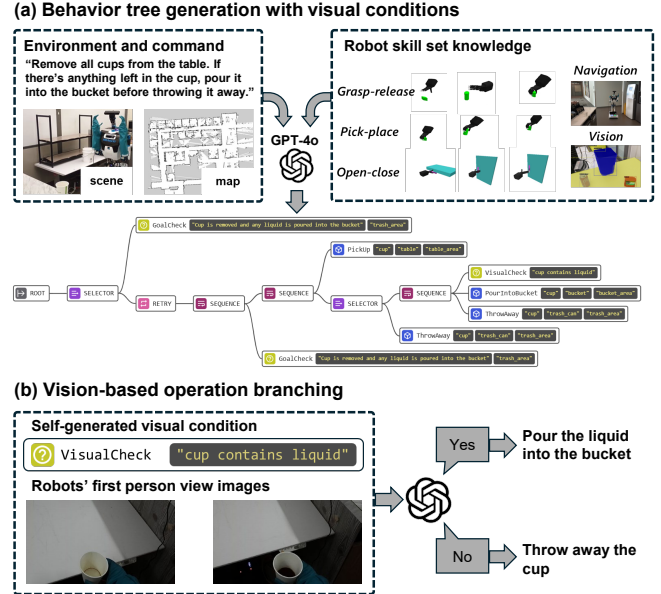 (a) Behavior tree generation with visual conditions
Environment and command
“Remove all cups from the table. If
there’s anything left in the cup, pour it
into the bucket before throwing it away.”
scene
map
GPT-4o
Robot skill set knowledge
Grasp-release
Pick-place
Open-close
Navigation
Vision
GoalCheck "Cup is removed and any liquid is poured into the bucket" "trash_area"
PickUp "cup" "table" "table_area"
VisualCheck "cup contains liquid"
ROOT SELECTOR RETRY SEQUENCE SEQUENCE SELECTOR SEQUENCE PourIntoBucket "cup" "bucket" "bucket_area"
ThrowAway "cup" "trash_can" "trash_area"
ThrowAway "cup" "trash_can" "trash_area"
GoalCheck "Cup is removed and any liquid is poured into the bucket" "trash_area"
(b) Vision-based operation branching
Self-generated visual condition
VisualCheck "cup contains liquid"
Robots’ first person view images
Yes
Pour the liquid
into the bucket
No
Throw away the
cup